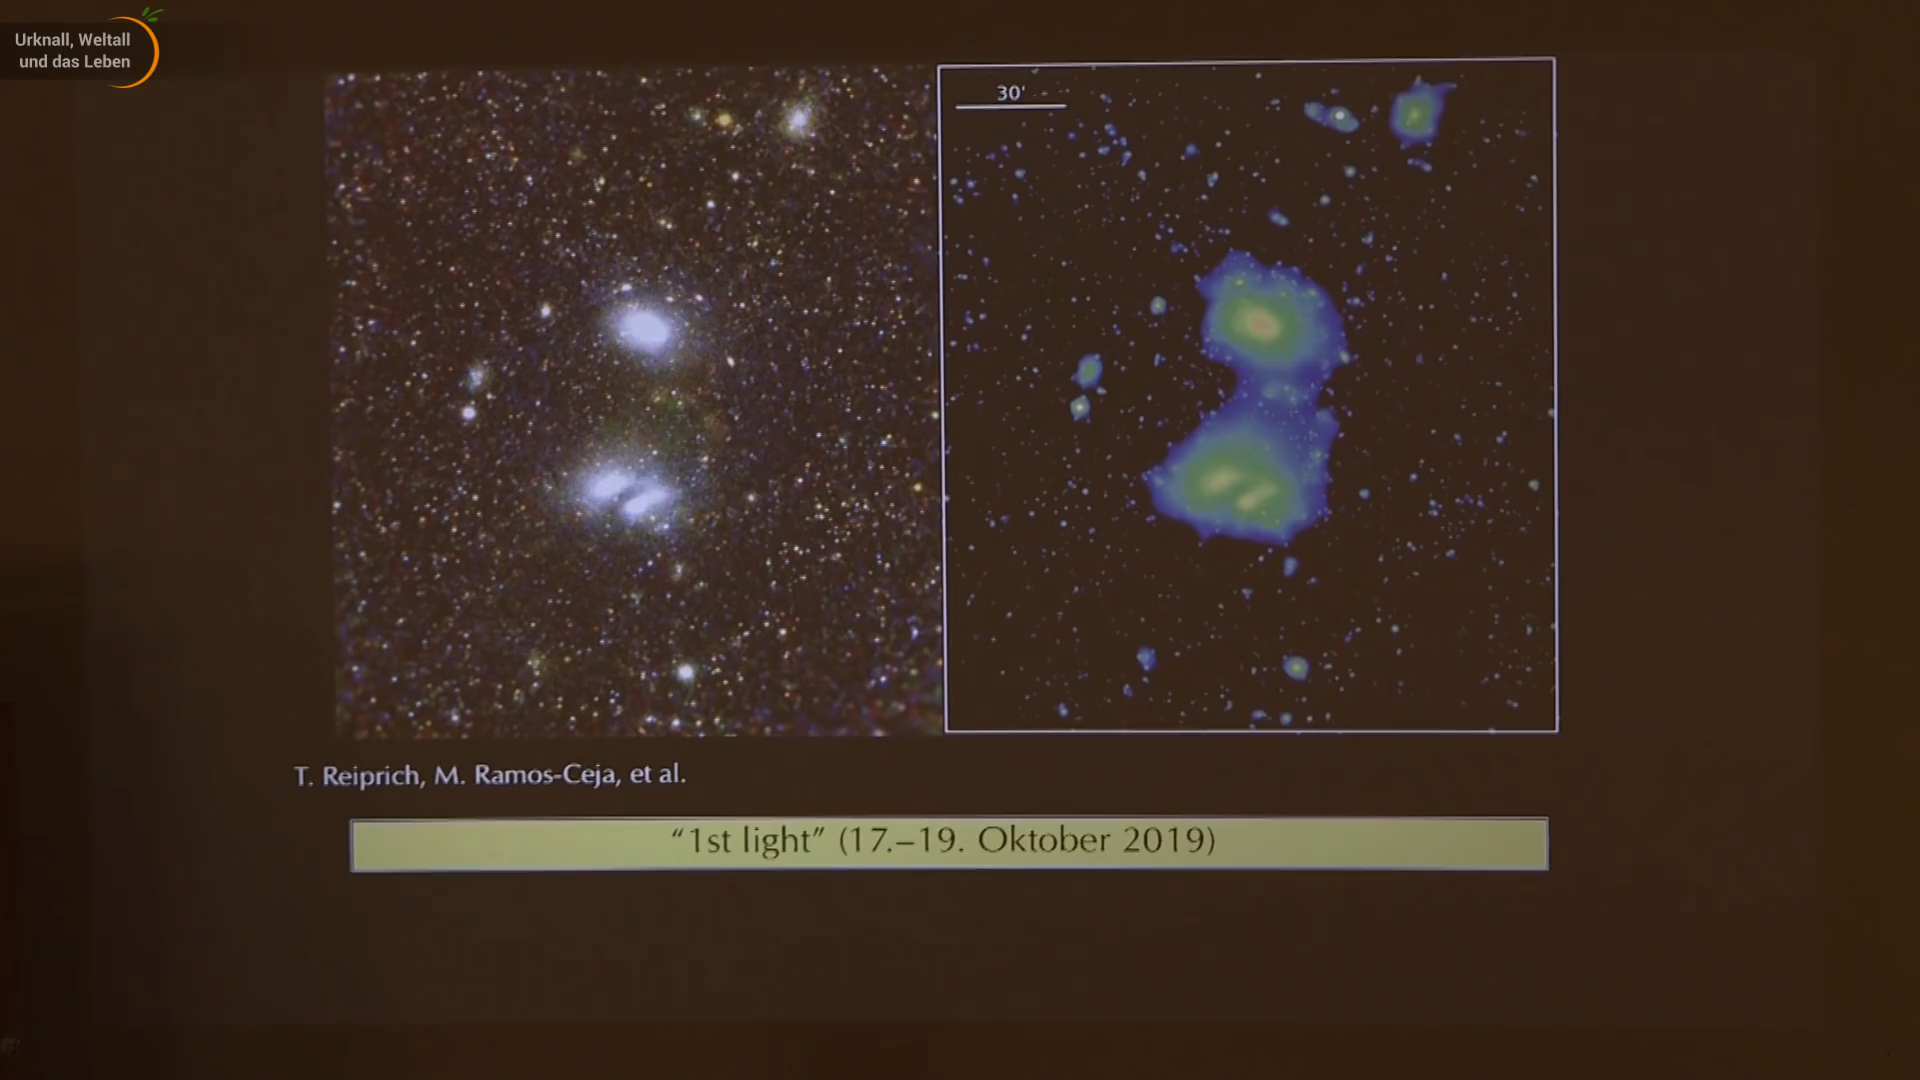 Urknall, Weltall
und das Leben
30'
T. Reiprich, M. Ramos-Ceja, et al.
“1st light” (17.–19. Oktober 2019)